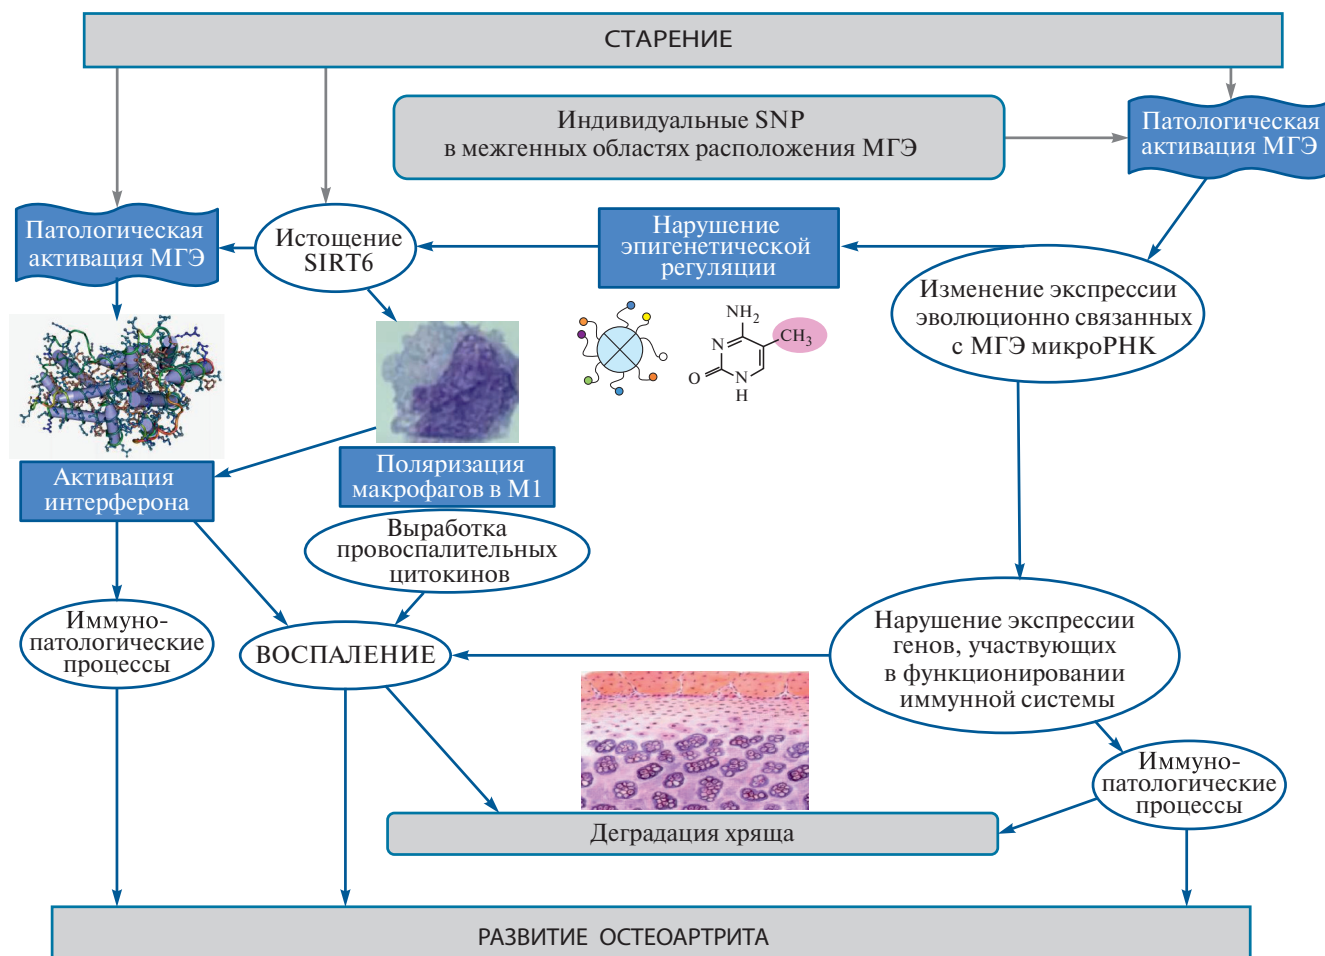 СТАРЕНИЕ
Индивидуальные SNP
в межгенных областях расположения МГЭ
Патологическая
активация МГЭ
Патологическая
активация МГЭ
Истощение
SIRT6
Нарушение
эпигенетической
регуляции
Изменение экспрессии
эволюционно связанных
с МГЭ микроРНК
NH2
CH3
N
O
N
H
Активация
интерферона
Поляризация
макрофагов в М1
Выработка
провоспалительных
цитокинов
Иммуно-
патологические
процессы
ВОСПАЛЕНИЕ
Нарушение экспрессии
генов, участвующих
в функционировании
иммунной системы
Иммуно-
патологические
процессы
Деградация хряща
РАЗВИТИЕ ОСТЕОАРТРИТА